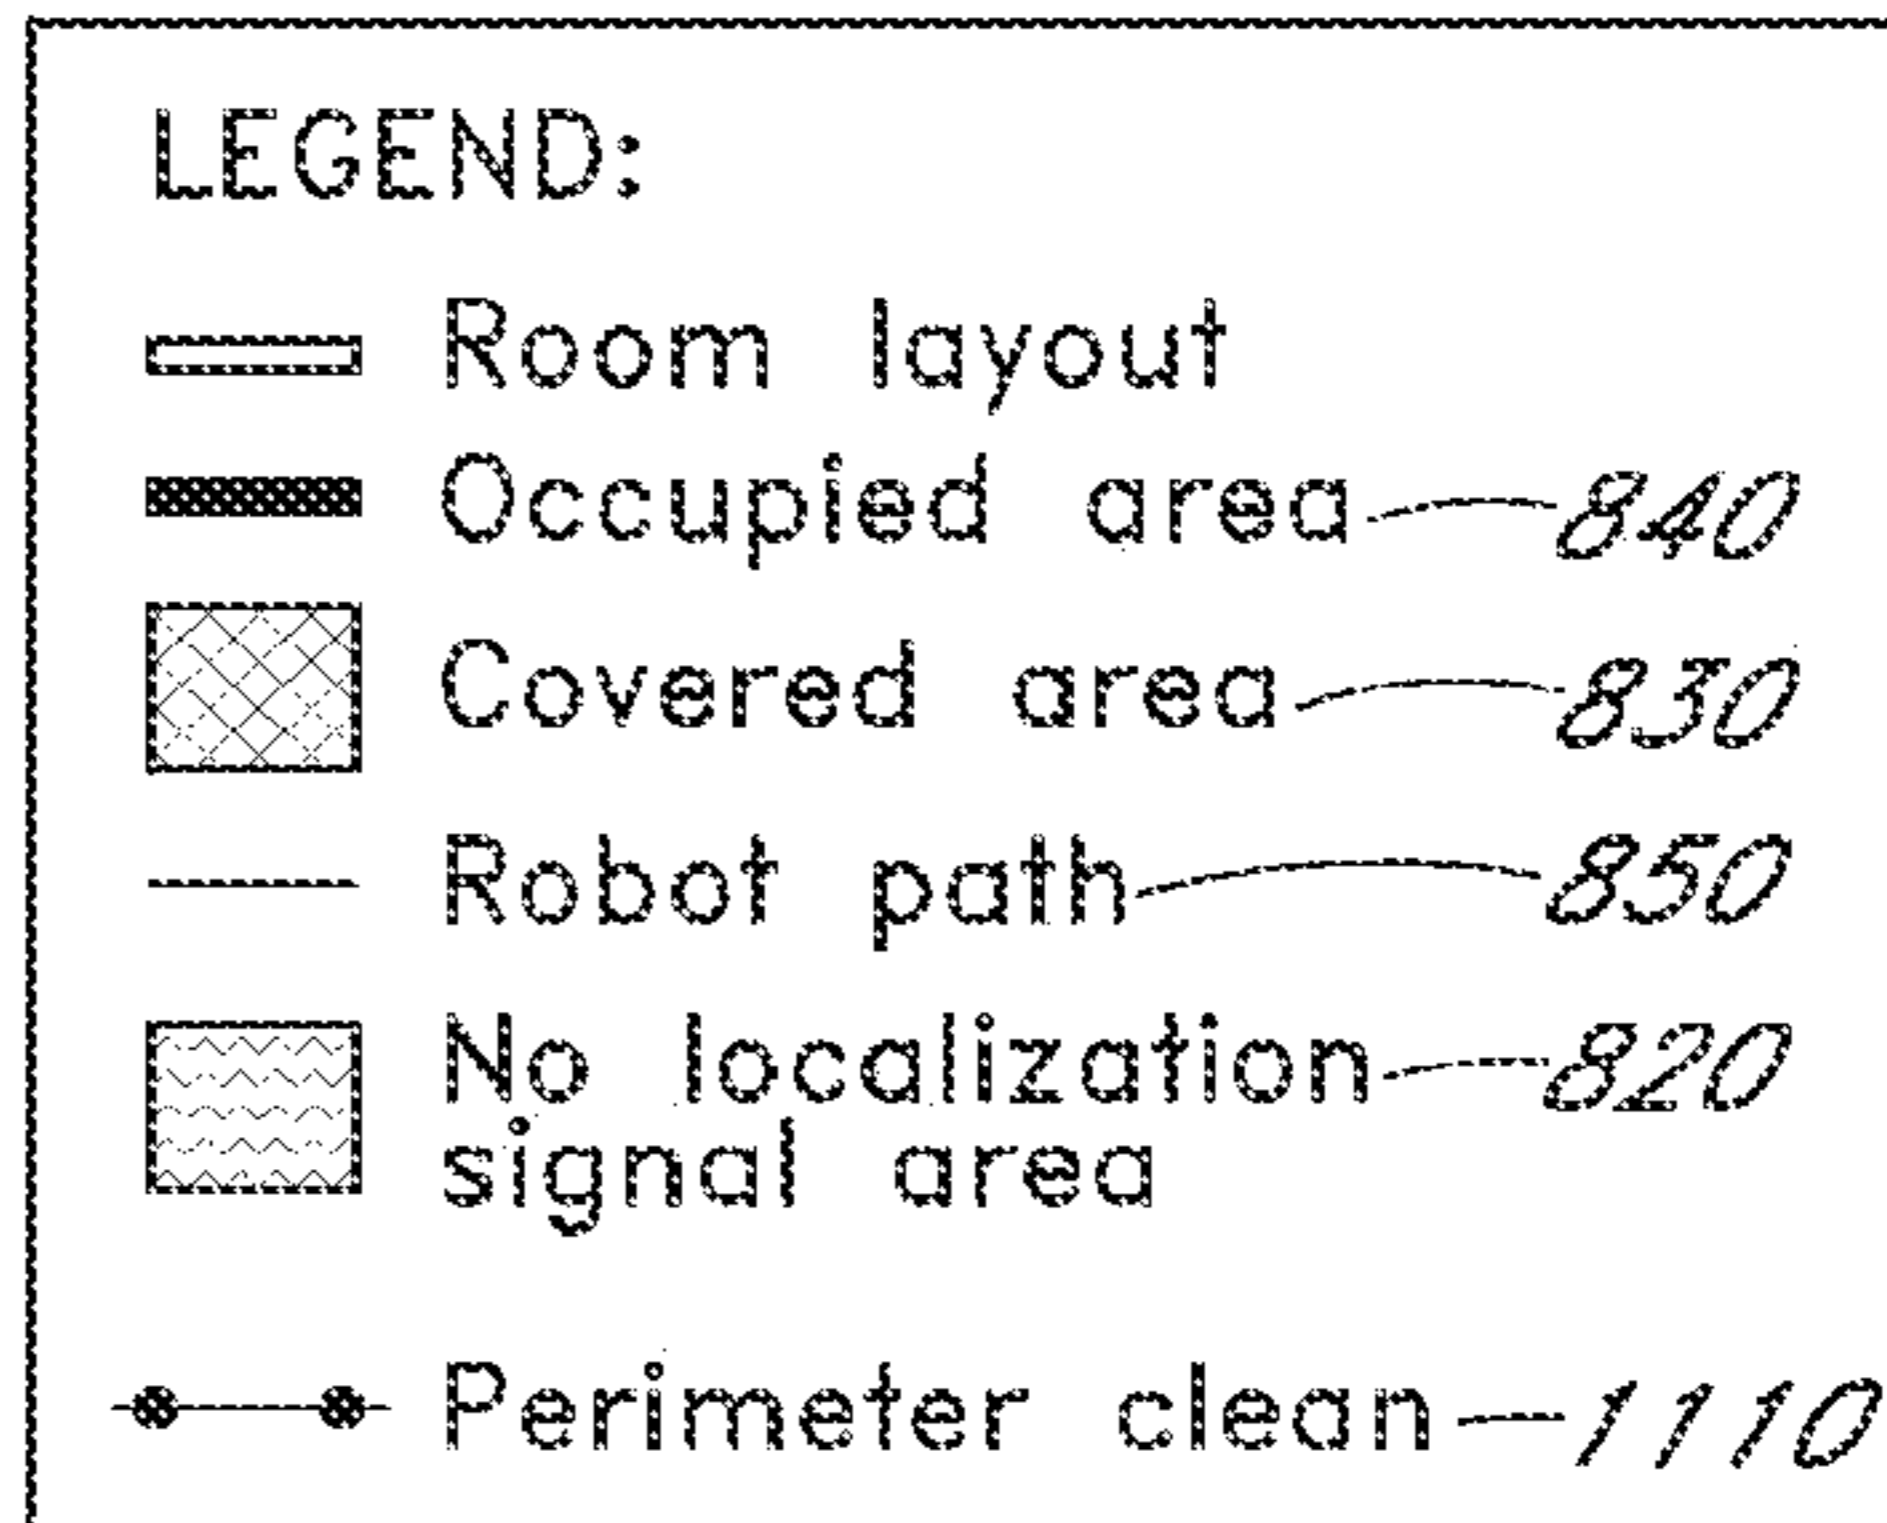 LEGEND:
Room layout
Occupied area 840
Covered area 830
Robot path 850
No localization 820
signal area
Perimeter clean 1110